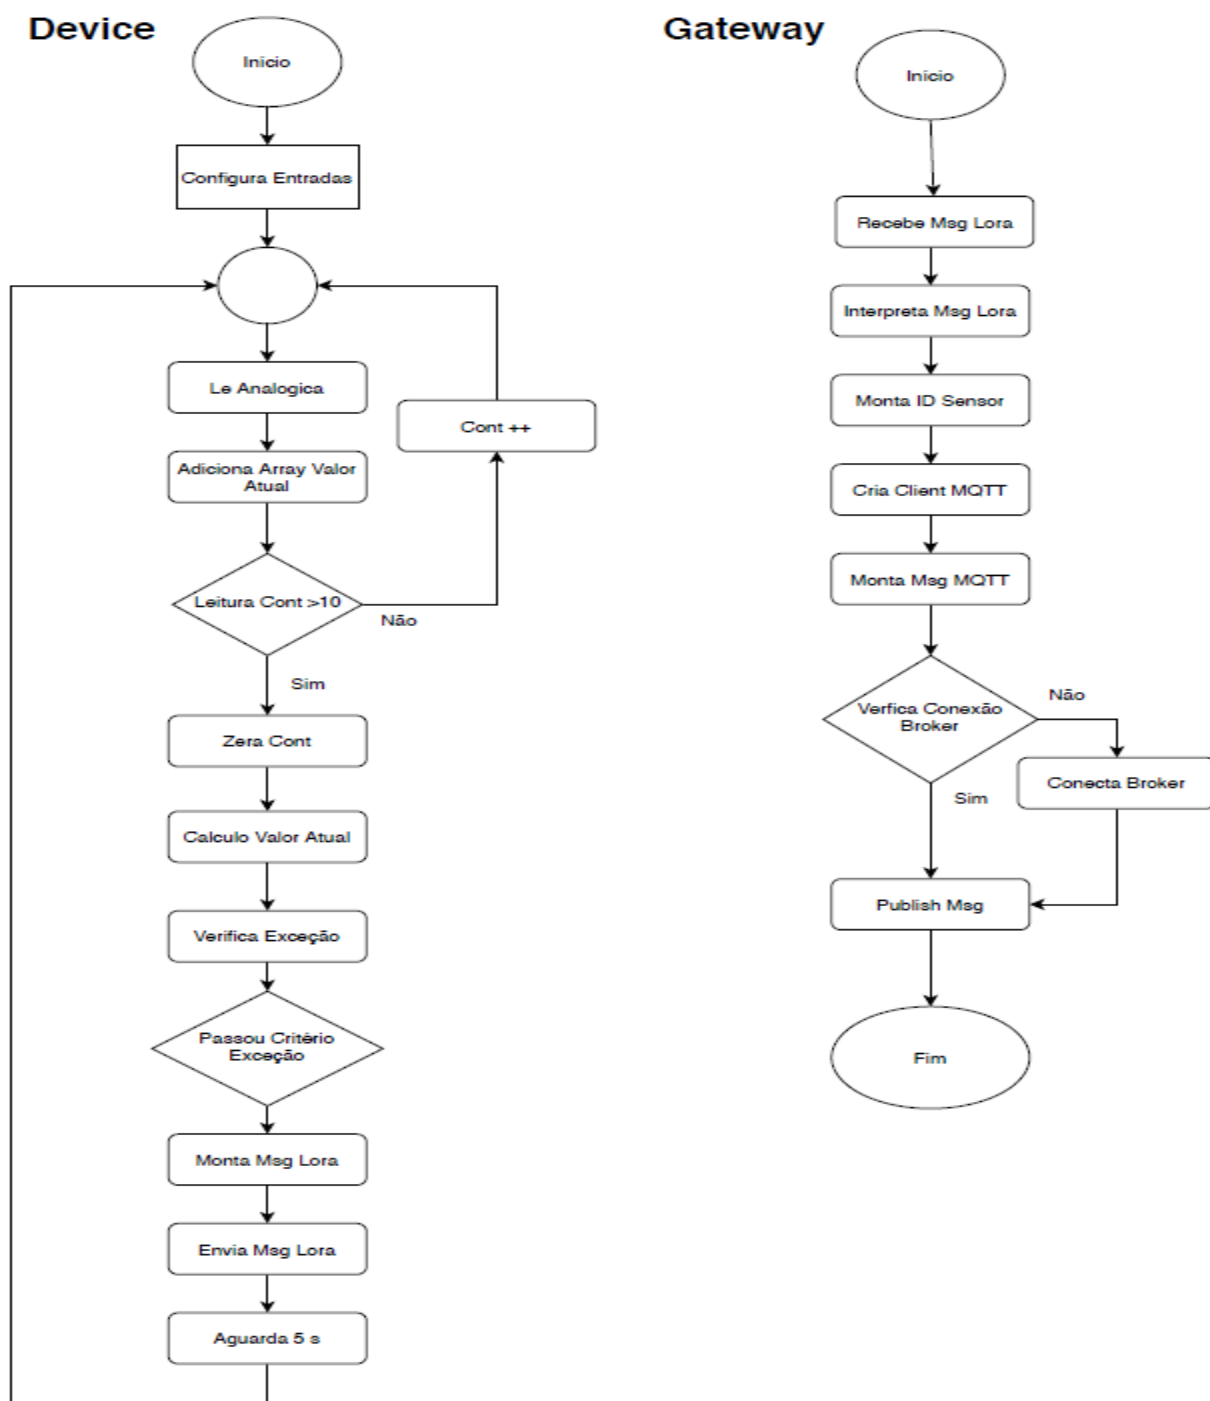 Device
Início
Configura Entradas
Le Analogica
Adiciona Array Valor
Atual
Cont ++
Leitura Cont >10
Não
Sim
Zera Cont
Calculo Valor Atual
Verifica Exceção
Passou Critério
Exceção
Monta Msg Lora
Envia Msg Lora
Aguarda 5 s
Gateway
Início
Recebe Msg Lora
Interpreta Msg Lora
Monta ID Sensor
Cria Client MQTT
Monta Msg MQTT
Verfica Conexão
Broker
Não
Conecta Broker
Sim
Publish Msg
Fim